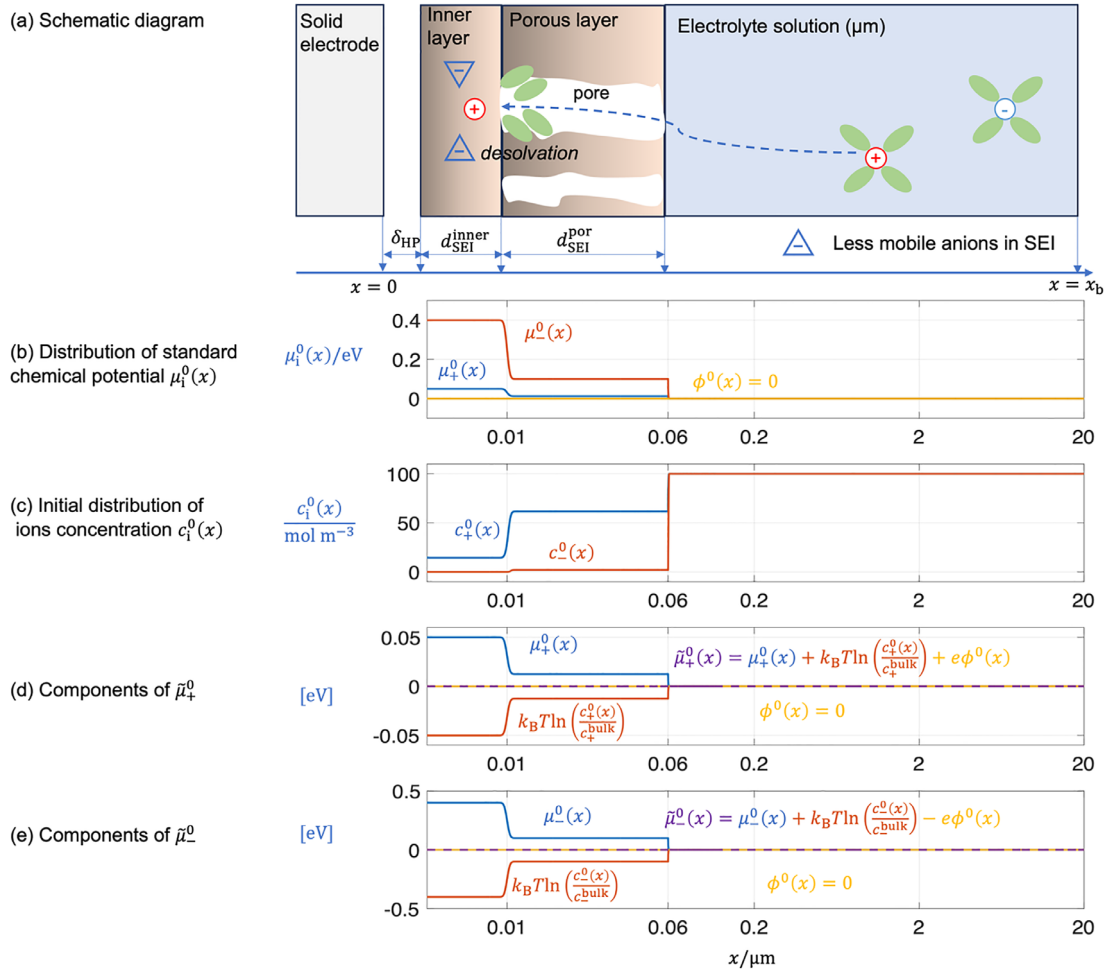 (a) Schematic diagram
Solid electrode
Inner layer
Porous layer
Electrolyte solution (μm)
pore
desolvation
+
-
+
-
-
δ_HP
d_SEI^inner
d_SEI^por
- Less mobile anions in SEI
x = 0
x = x_b
(b) Distribution of standard
chemical potential μ_i^0(x)
μ_i^0(x)/eV
0.4
0.2
0
μ_-^0(x)
μ_+^0(x)
ϕ^0(x) = 0
0.01 0.06 0.2 2 20
(c) Initial distribution of
ions concentration c_i^0(x)
c_i^0(x)
mol m^−3
100
50
0
c_+^0(x)
c_-^0(x)
0.01 0.06 0.2 2 20
(d) Components of μ̃_+^0
[eV]
0.05
0
-0.05
μ_+^0(x)
μ̃_+^0(x) = μ_+^0(x) + k_B T ln (c_+^0(x)/c_+^bulk) + eϕ^0(x)
k_B T ln (c_+^0(x)/c_+^bulk)
ϕ^0(x) = 0
0.01 0.06 0.2 2 20
(e) Components of μ̃_-^0
[eV]
0.5
0
-0.5
μ_-^0(x)
μ̃_-^0(x) = μ_-^0(x) + k_B T ln (c_-^0(x)/c_-^bulk) − eϕ^0(x)
k_B T ln (c_-^0(x)/c_-^bulk)
ϕ^0(x) = 0
0.01 0.06 0.2 2 20
x/μm